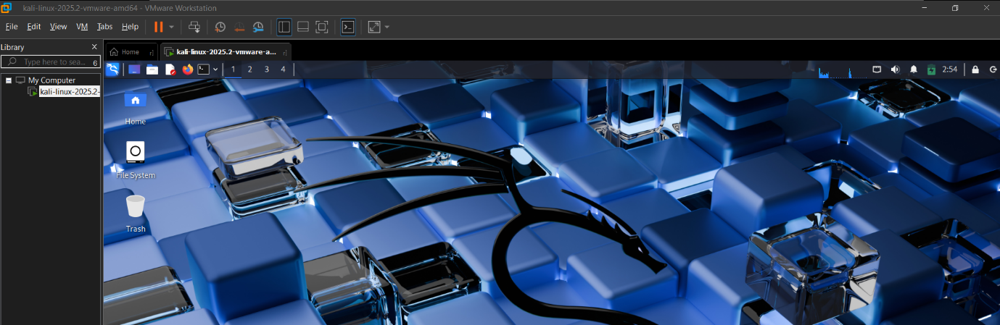 kali-linux-2025.2-vmware-amd64 - VMware Workstation
File Edit View VM Tabs Help
Library
Home
kali-linux-2025.2-vmware-a...
Type here to sea...
1 2 3 4
2:54
My Computer
kali-linux-2025.2-
Home
File System
Trash